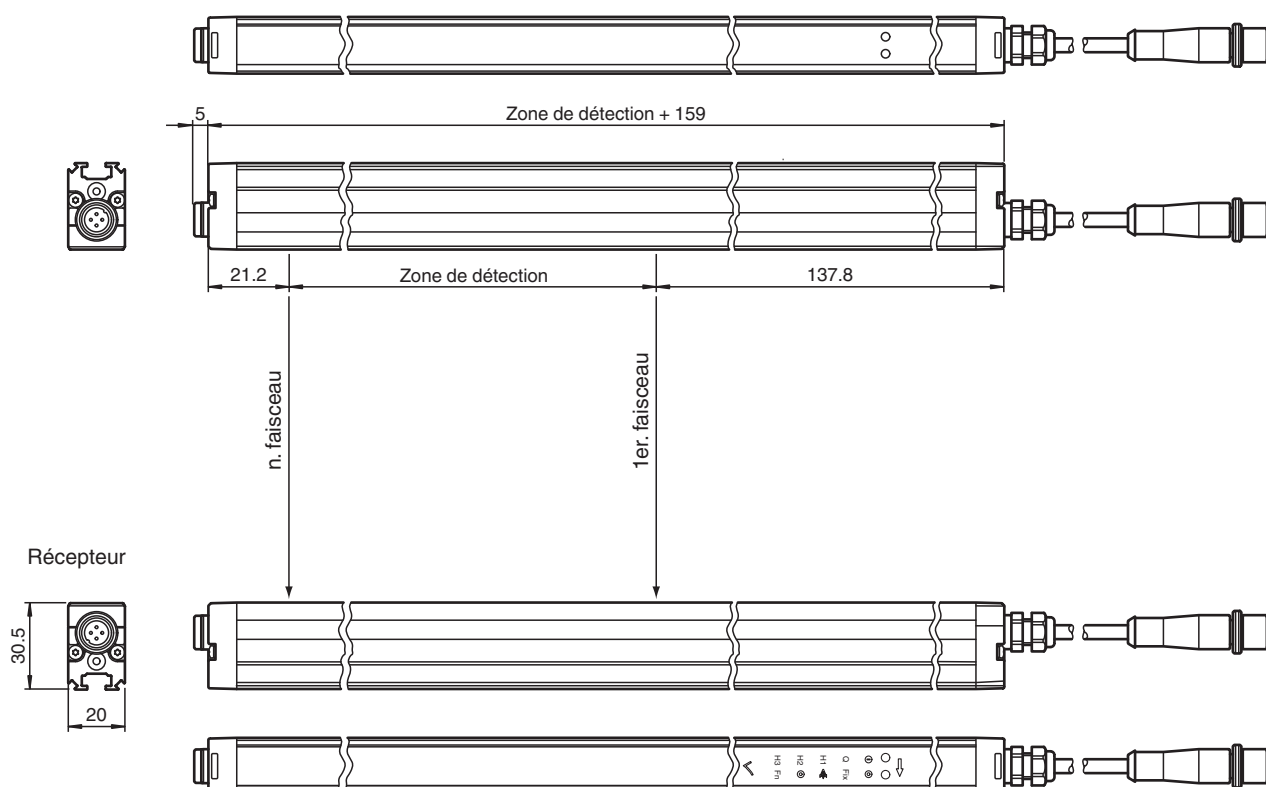 5
Zone de détection + 159
21.2
Zone de détection
137.8
n. faisceau
1er. faisceau
Récepteur
30.5
20
H3 Fn
H2
H1
Q Fix